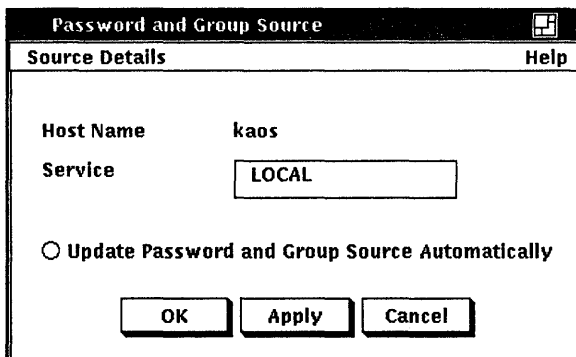 Password and Group Source
Source Details Help
Host Name kaos
Service LOCAL
Update Password and Group Source Automatically
OK Apply Cancel